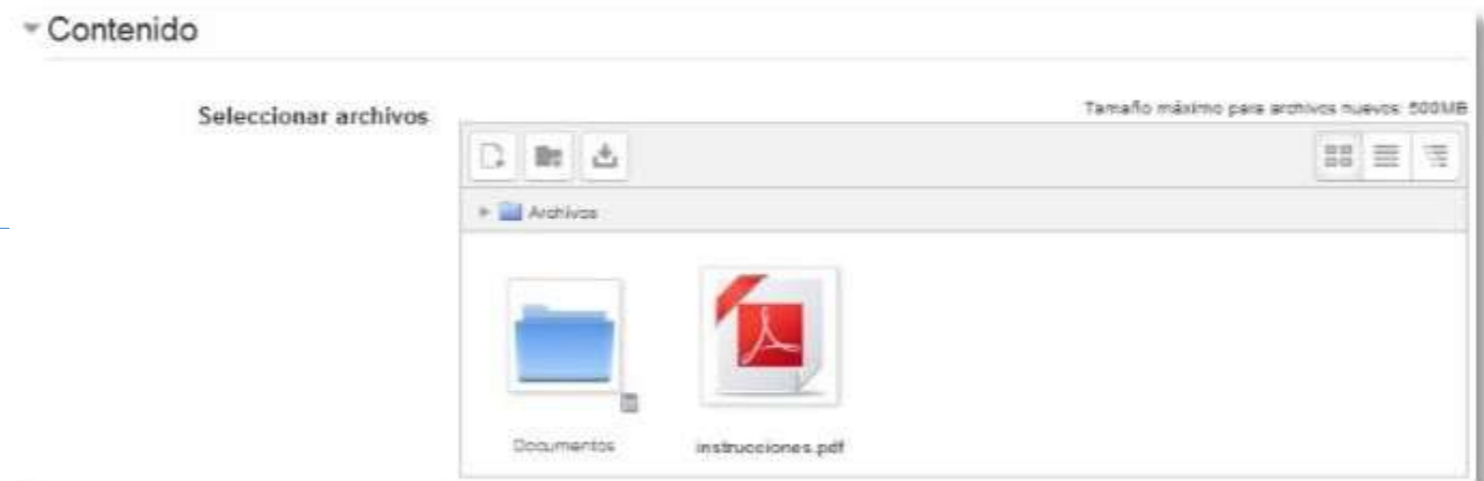 Contenido
Seleccionar archivos
Tamaño máximo para archivos nuevos: 500MB
Archivos
Documentos
instrucciones.pdf